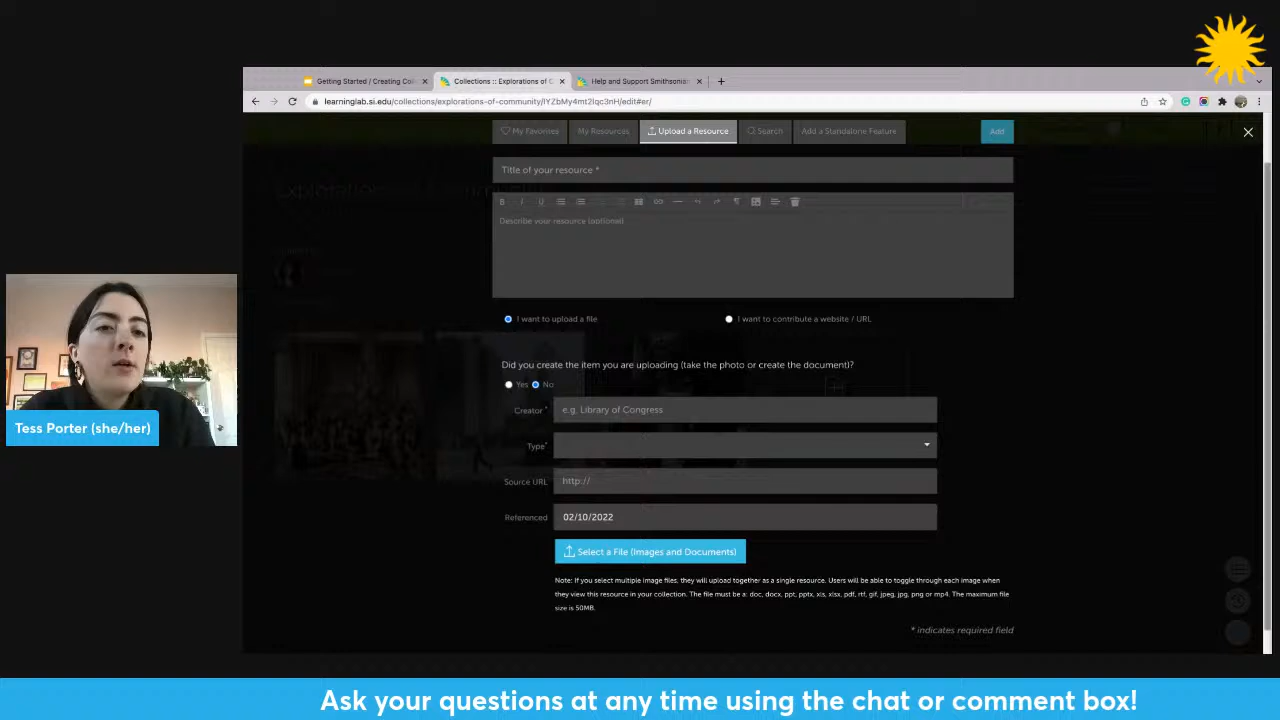 Getting Started / Creating Col
Collections :: Explorations of C
Help and Support Smithsonian
learninglab.si.edu/collections/explorations-of-community/IYZbMy4mt2lqc3nH/edit#er/
My Favorites
My Resources
Upload a Resource
Search
Add a Standalone Feature
Add
Title of your resource *
B I U
Describe your resource (optional)
I want to upload a file
I want to contribute a website / URL
Did you create the item you are uploading (take the photo or create the document)?
Yes No
Creator * e.g. Library of Congress
Type*
Source URL http://
Referenced 02/10/2022
Select a File (Images and Documents)
Note: If you select multiple image files, they will upload together as a single resource. Users will be able to toggle through each image when
they view this resource in your collection. The file must be a: doc, docx, ppt, pptx, xls, xlsx, pdf, rtf, gif, jpeg, jpg, png or mp4. The maximum file
size is 50MB.
* indicates required field
Tess Porter (she/her)
Ask your questions at any time using the chat or comment box!